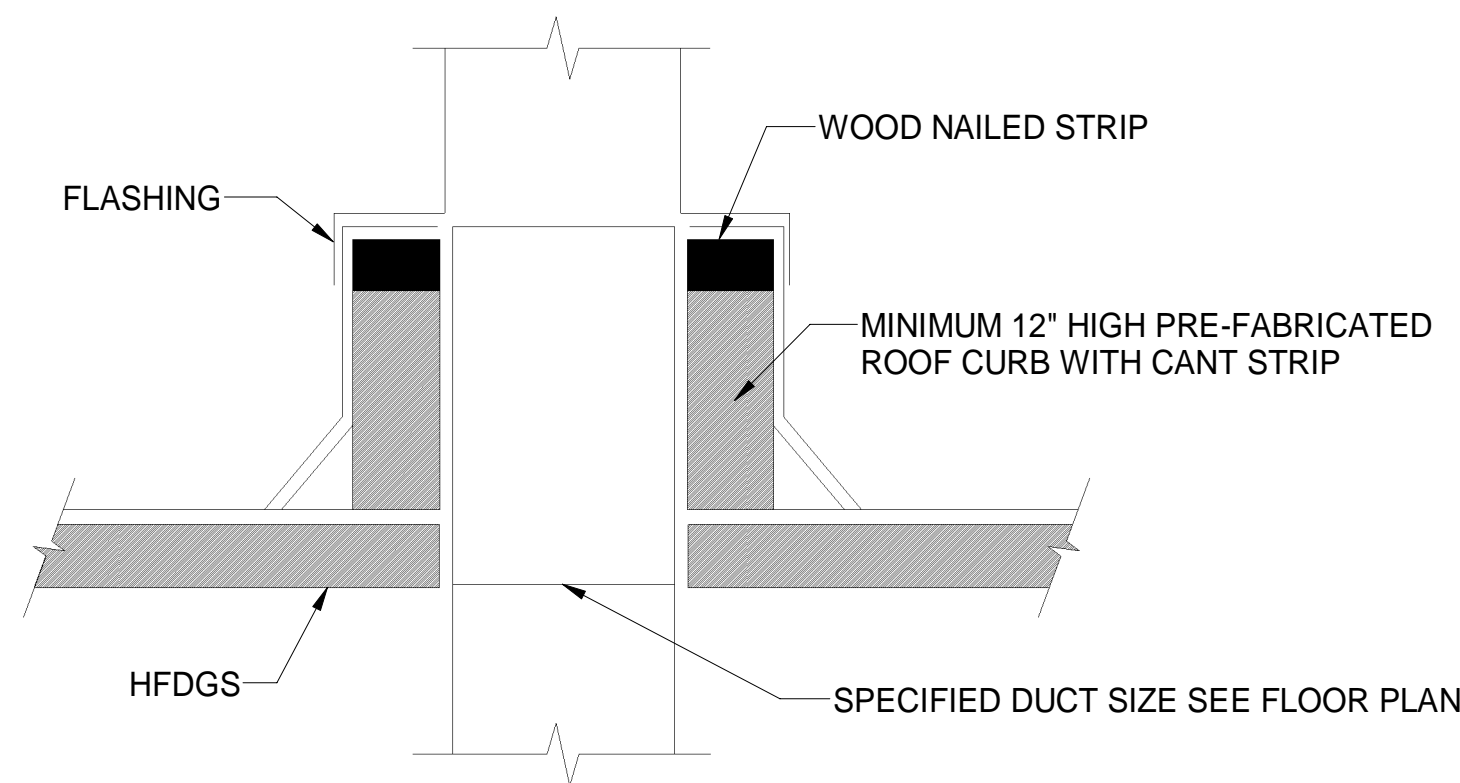 WOOD NAILED STRIP
FLASHING
MINIMUM 12" HIGH PRE-FABRICATED
ROOF CURB WITH CANT STRIP
HFDGS
SPECIFIED DUCT SIZE SEE FLOOR PLAN